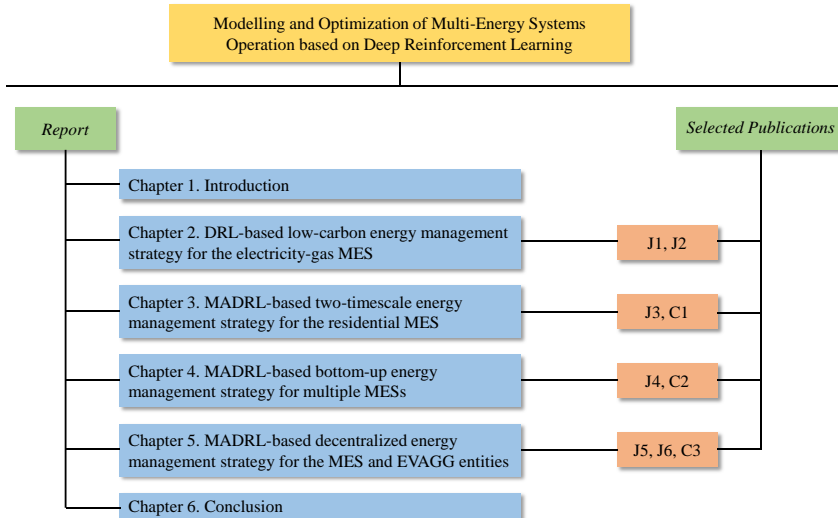 Modelling and Optimization of Multi-Energy Systems
Operation based on Deep Reinforcement Learning
Report
Selected Publications
Chapter 1. Introduction
Chapter 2. DRL-based low-carbon energy management
strategy for the electricity-gas MES
J1, J2
Chapter 3. MADRL-based two-timescale energy
management strategy for the residential MES
J3, C1
Chapter 4. MADRL-based bottom-up energy
management strategy for multiple MESs
J4, C2
Chapter 5. MADRL-based decentralized energy
management strategy for the MES and EVAGG entities
J5, J6, C3
Chapter 6. Conclusion